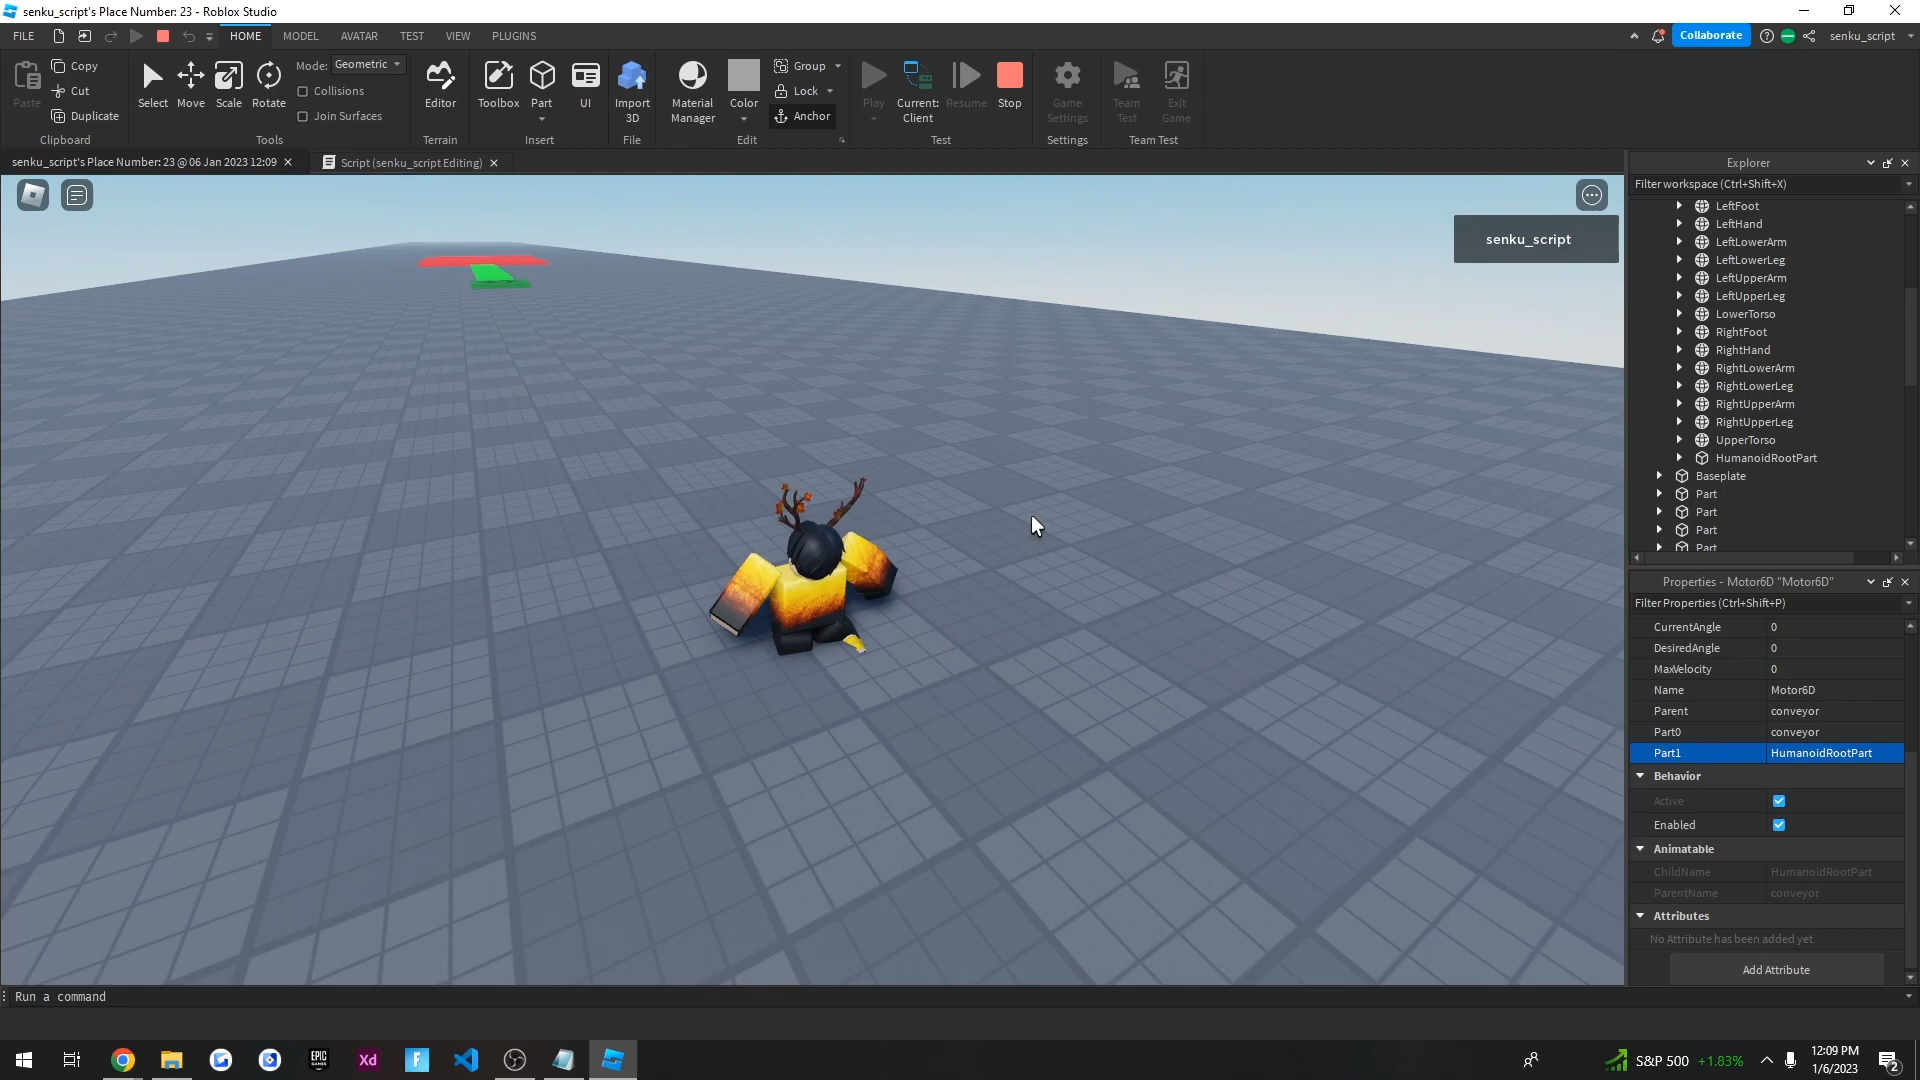 senku_script's Place Number: 23 - Roblox Studio
FILE HOME MODEL AVATAR TEST VIEW PLUGINS Collaborate senku_script
Paste Copy Cut Duplicate
Select Move Scale Rotate
Mode: Geometric
Collisions
Join Surfaces
Editor Toolbox Part UI Import 3D
Material Manager Color Group Lock Anchor
Play Current: Client Resume Stop
Game Settings Team Test Exit Game
Clipboard Tools Terrain Insert File Edit Test Settings Team Test
senku_script's Place Number: 23 @ 06 Jan 2023 12:09
Script (senku_script Editing)
senku_script
Explorer
Filter workspace (Ctrl+Shift+X)
LeftFoot
LeftHand
LeftLowerArm
LeftLowerLeg
LeftUpperArm
LeftUpperLeg
LowerTorso
RightFoot
RightHand
RightLowerArm
RightLowerLeg
RightUpperArm
RightUpperLeg
UpperTorso
HumanoidRootPart
Baseplate
Part
Part
Part
Part
Properties - Motor6D "Motor6D"
Filter Properties (Ctrl+Shift+P)
CurrentAngle 0
DesiredAngle 0
MaxVelocity 0
Name Motor6D
Parent conveyor
Part0 conveyor
Part1 HumanoidRootPart
Behavior
Active
Enabled
Animatable
ChildName HumanoidRootPart
ParentName conveyor
Attributes
No Attribute has been added yet
Add Attribute
Run a command
EPIC GAMES
Xd
S&P 500 +1.83%
12:09 PM
1/6/2023
2